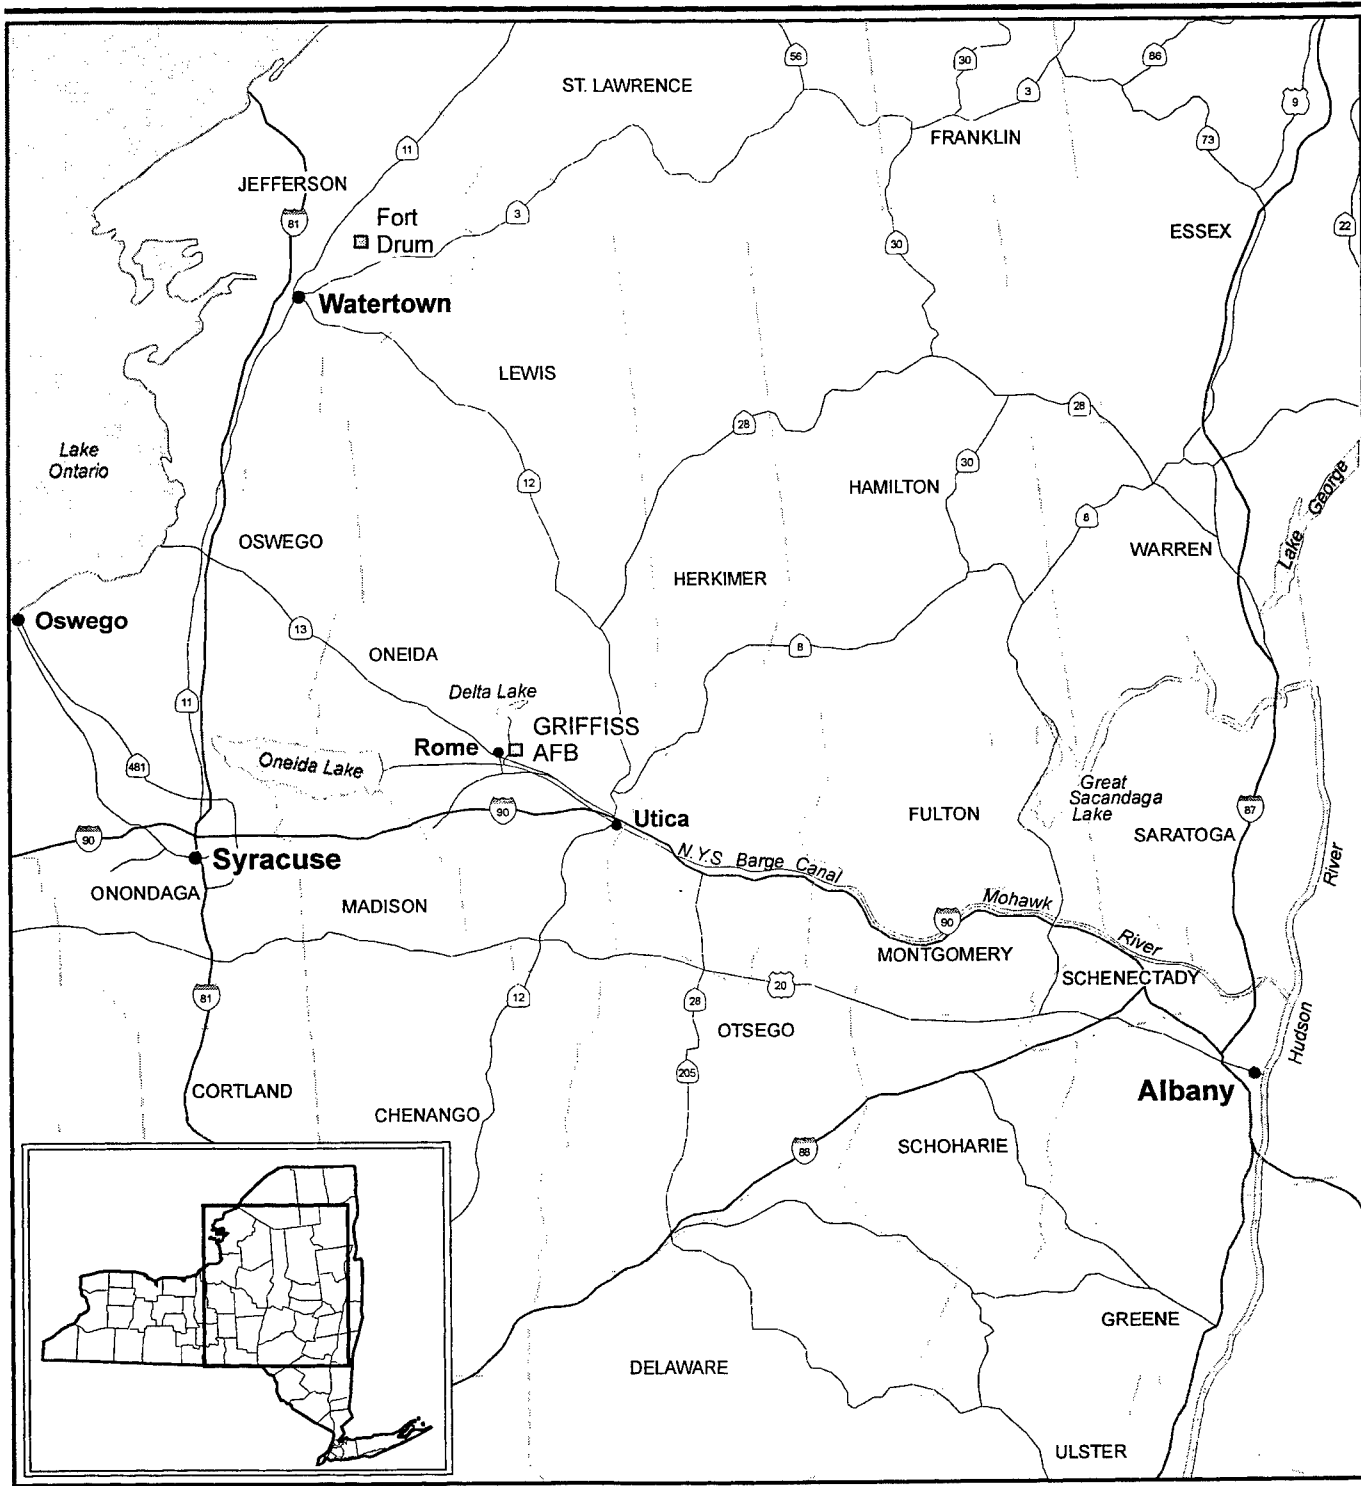 56
30
86
ST. LAWRENCE
3
9
FRANKLIN
73
11
JEFFERSON
3
Fort
Drum
81
22
ESSEX
30
Watertown
LEWIS
28
28
Lake
Ontario
30
12
HAMILTON
Lake George
8
OSWEGO
WARREN
HERKIMER
Oswego
13
8
ONEIDA
Delta Lake
11
GRIFFISS
AFB
Rome
Oneida Lake
481
Great
Sacandaga
Lake
90
87
FULTON
Utica
SARATOGA
90
Syracuse
N.Y.S Barge Canal
River
ONONDAGA
MADISON
Mohawk
90
River
MONTGOMERY
SCHENECTADY
20
81
12
28
OTSEGO
Hudson
205
CORTLAND
Albany
CHENANGO
88
SCHOHARIE
GREENE
DELAWARE
ULSTER